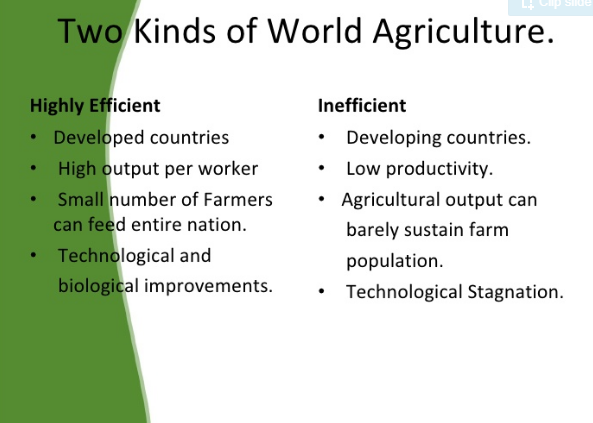 Clip slide
Two Kinds of World Agriculture.
Highly Efficient
• Developed countries
• High output per worker
• Small number of Farmers
can feed entire nation.
• Technological and
biological improvements.
Inefficient
• Developing countries.
• Low productivity.
• Agricultural output can
barely sustain farm
population.
• Technological Stagnation.